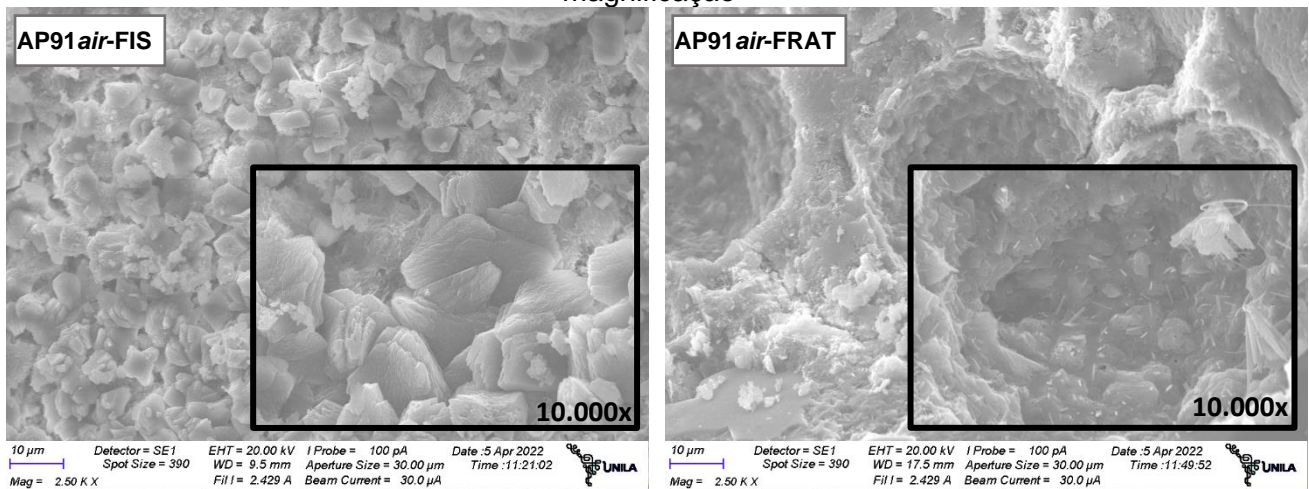 magnificação
AP91air-FIS
10.000x
10 µm
Mag = 2.50 K X
Detector = SE1
Spot Size = 390
EHT = 20.00 kV
WD = 9.5 mm
Fil I = 2.429 A
I Probe = 100 pA
Aperture Size = 30.00 µm
Beam Current = 30.0 µA
Date :5 Apr 2022
Time :11:21:02
UNILA
AP91air-FRAT
10.000x
10 µm
Mag = 2.50 K X
Detector = SE1
Spot Size = 390
EHT = 20.00 kV
WD = 17.5 mm
Fil I = 2.429 A
I Probe = 100 pA
Aperture Size = 30.00 µm
Beam Current = 30.0 µA
Date :5 Apr 2022
Time :11:49:52
UNILA